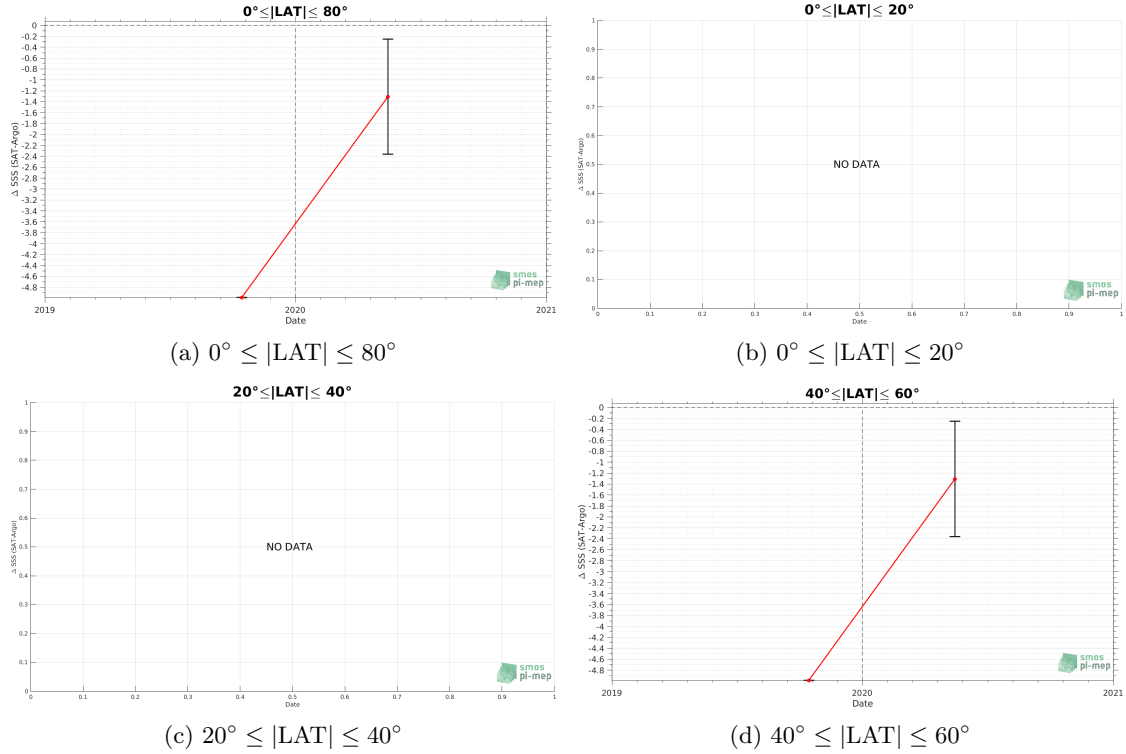 0°≤|LAT|≤ 80°
0
-0.2
-0.4
-0.6
-0.8
-1
-1.2
-1.4
-1.6
-1.8
-2
-2.2
-2.4
-2.6
-2.8
-3
-3.2
-3.4
-3.6
-3.8
-4
-4.2
-4.4
-4.6
-4.8
Δ SSS (SAT-Argo)
2019 2020 2021
Date
smos
pi-mep
(a) 0° ≤ |LAT| ≤ 80°
0°≤|LAT|≤ 20°
1
0.9
0.8
0.7
0.6
0.5
0.4
0.3
0.2
0.1
0
Δ SSS (SAT-Argo)
NO DATA
0 0.1 0.2 0.3 0.4 0.5 0.6 0.7 0.8 0.9 1
Date
smos
pi-mep
(b) 0° ≤ |LAT| ≤ 20°
20°≤|LAT|≤ 40°
1
0.9
0.8
0.7
0.6
0.5
0.4
0.3
0.2
0.1
0
Δ SSS (SAT-Argo)
NO DATA
0 0.1 0.2 0.3 0.4 0.5 0.6 0.7 0.8 0.9 1
Date
smos
pi-mep
(c) 20° ≤ |LAT| ≤ 40°
40°≤|LAT|≤ 60°
0
-0.2
-0.4
-0.6
-0.8
-1
-1.2
-1.4
-1.6
-1.8
-2
-2.2
-2.4
-2.6
-2.8
-3
-3.2
-3.4
-3.6
-3.8
-4
-4.2
-4.4
-4.6
-4.8
Δ SSS (SAT-Argo)
2019 2020 2021
Date
smos
pi-mep
(d) 40° ≤ |LAT| ≤ 60°